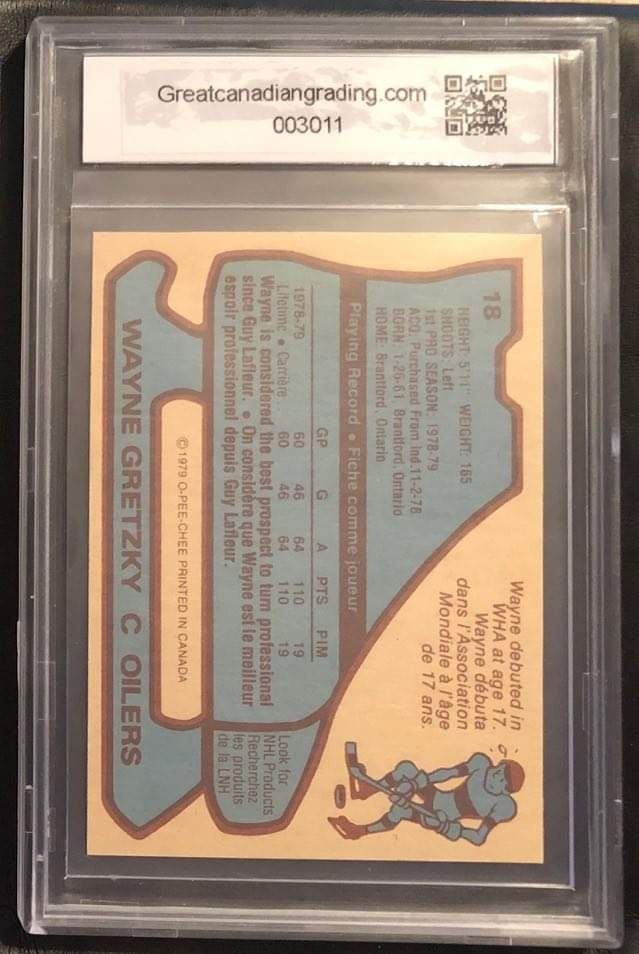 Greatcanadiangrading.com
003011
18
HEIGHT: 5'11" WEIGHT: 165
SHOOTS: Left
1st PRO SEASON: 1978-79
ACQ: Purchased From Ind. 11-2-78
BORN: 1-26-61, Brantford, Ontario
HOME: Brantford, Ontario
Wayne debuted in
WHA at age 17.
Wayne débuta
dans l'Association
Mondiale à l'âge
de 17 ans.
Playing Record • Fiche comme joueur
GP G A PTS PIM
1978-79 60 46 64 110 19
Lifetime • Carrière 60 46 64 110 19
Wayne is considered the best prospect to turn professional
since Guy Lafleur. • On considère que Wayne est le meilleur
espoir professionnel depuis Guy Lafleur.
Look for
NHL Products
Recherchez
les produits
de la LNH
© 1979 O-PEE-CHEE PRINTED IN CANADA
WAYNE GRETZKY C OILERS